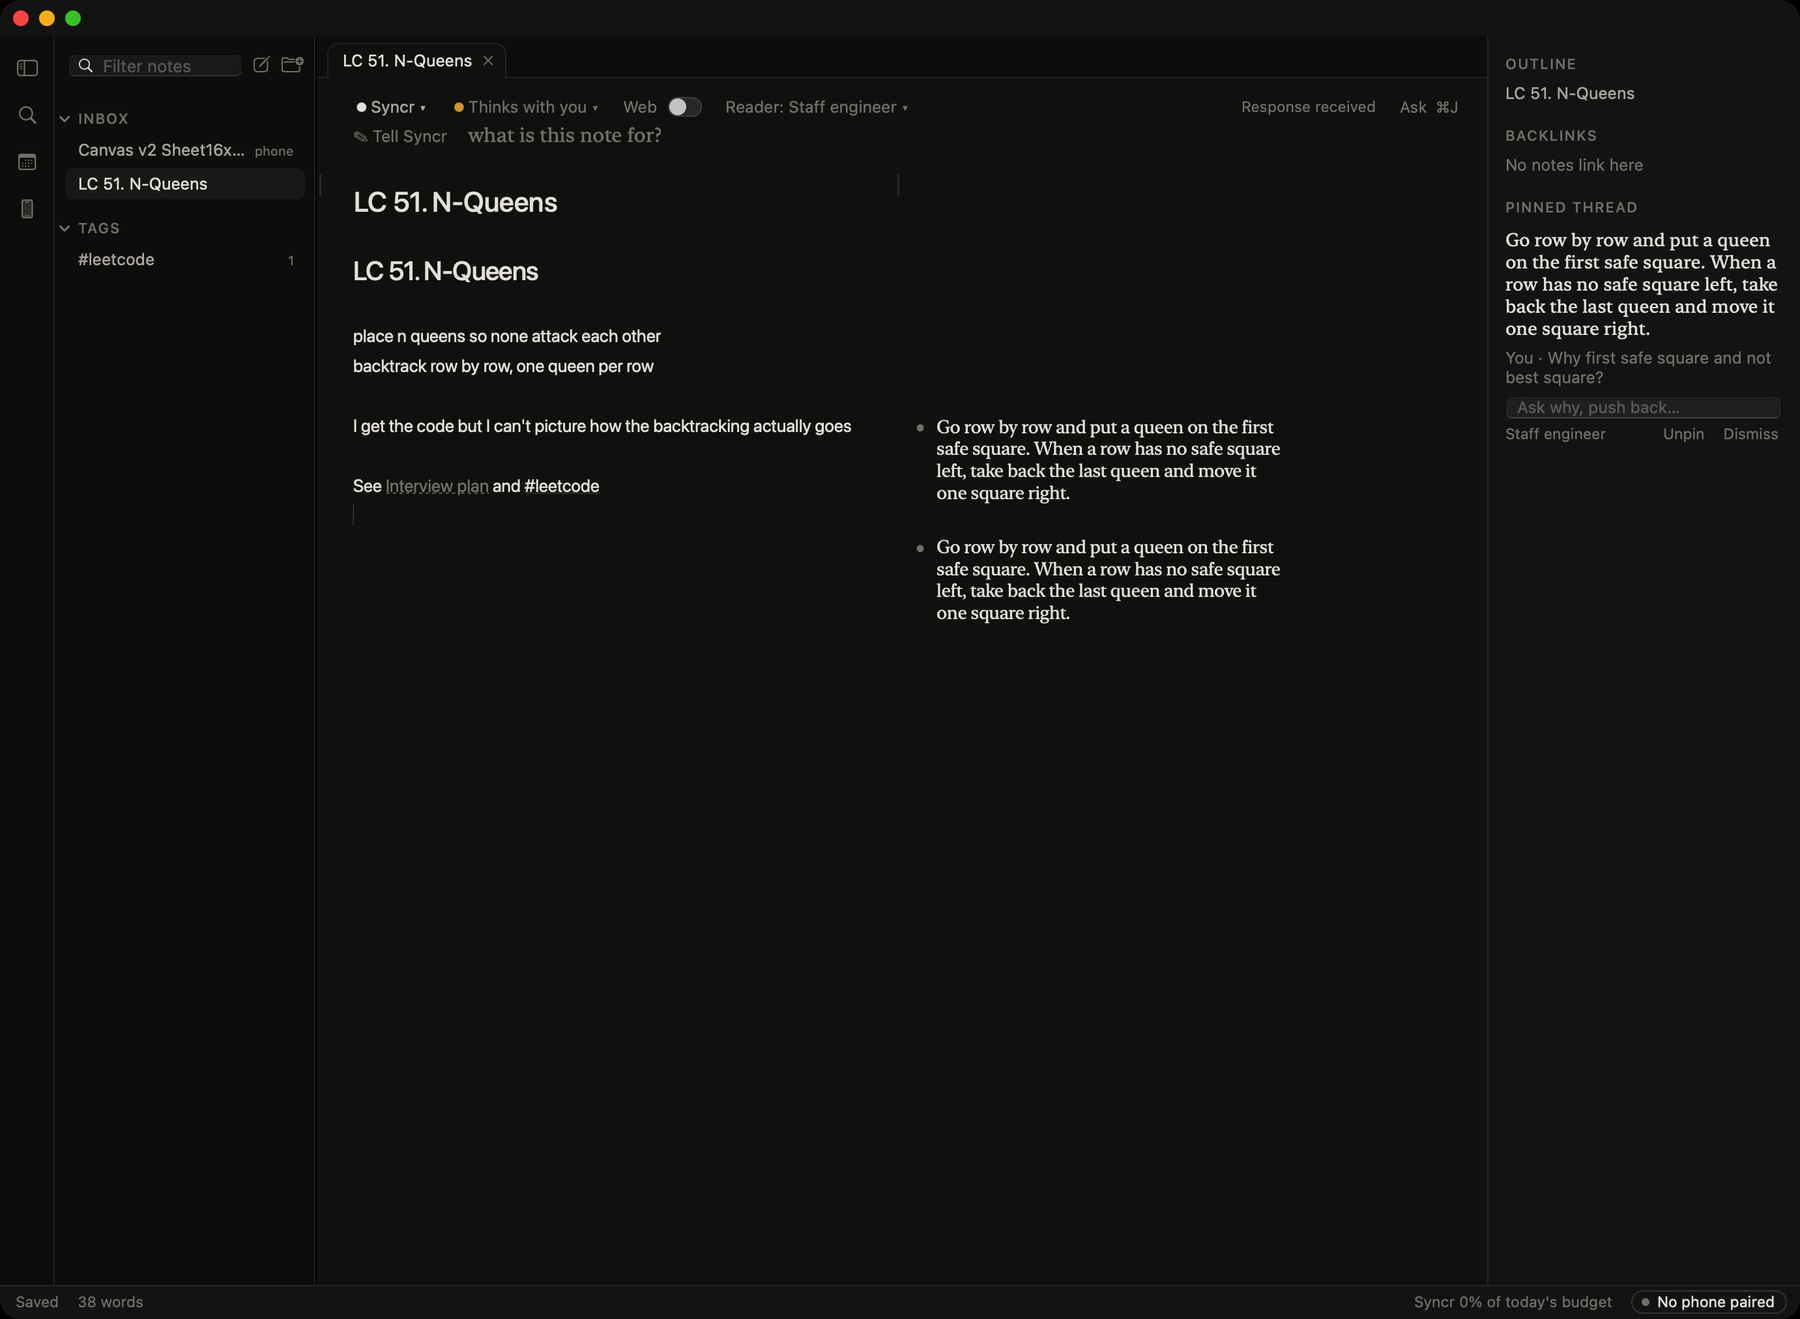 Filter notes
INBOX
Canvas v2 Sheet16x... phone
LC 51. N-Queens
TAGS
#leetcode 1
LC 51. N-Queens
Syncr Thinks with you Web Reader: Staff engineer Response received Ask ⌘J
Tell Syncr what is this note for?
LC 51. N-Queens
LC 51. N-Queens
place n queens so none attack each other
backtrack row by row, one queen per row
I get the code but I can't picture how the backtracking actually goes
See Interview plan and #leetcode
Go row by row and put a queen on the first
safe square. When a row has no safe square
left, take back the last queen and move it
one square right.
Go row by row and put a queen on the first
safe square. When a row has no safe square
left, take back the last queen and move it
one square right.
OUTLINE
LC 51. N-Queens
BACKLINKS
No notes link here
PINNED THREAD
Go row by row and put a queen
on the first safe square. When a
row has no safe square left, take
back the last queen and move it
one square right.
You · Why first safe square and not
best square?
Ask why, push back...
Staff engineer Unpin Dismiss
Saved 38 words
Syncr 0% of today's budget No phone paired